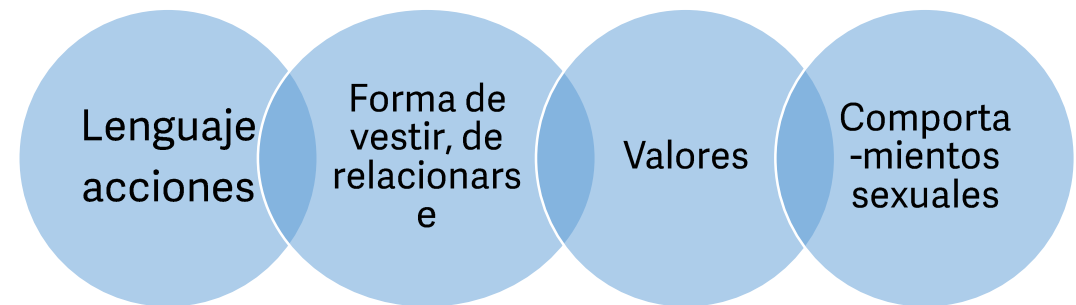 Lenguaje
acciones
Forma de
vestir, de
relacionars
e
Valores
Comporta
-mientos
sexuales